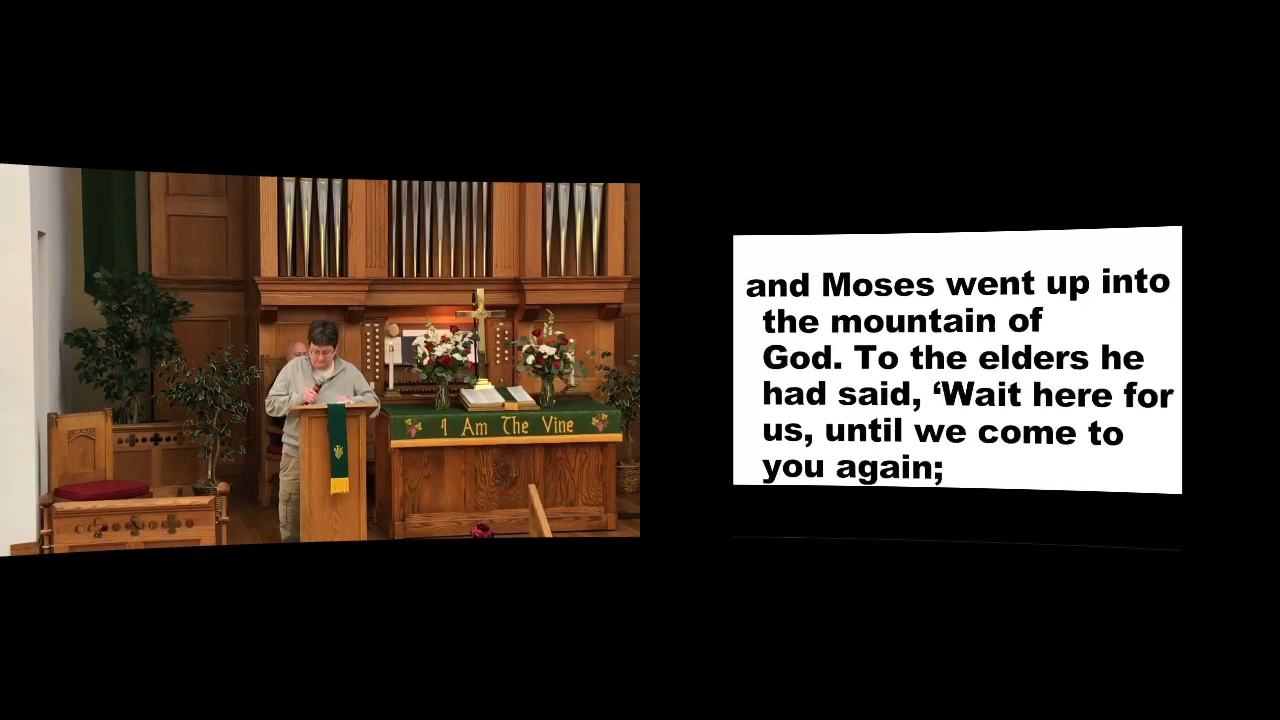 I Am The Vine
and Moses went up into
the mountain of
God. To the elders he
had said, ‘Wait here for
us, until we come to
you again;